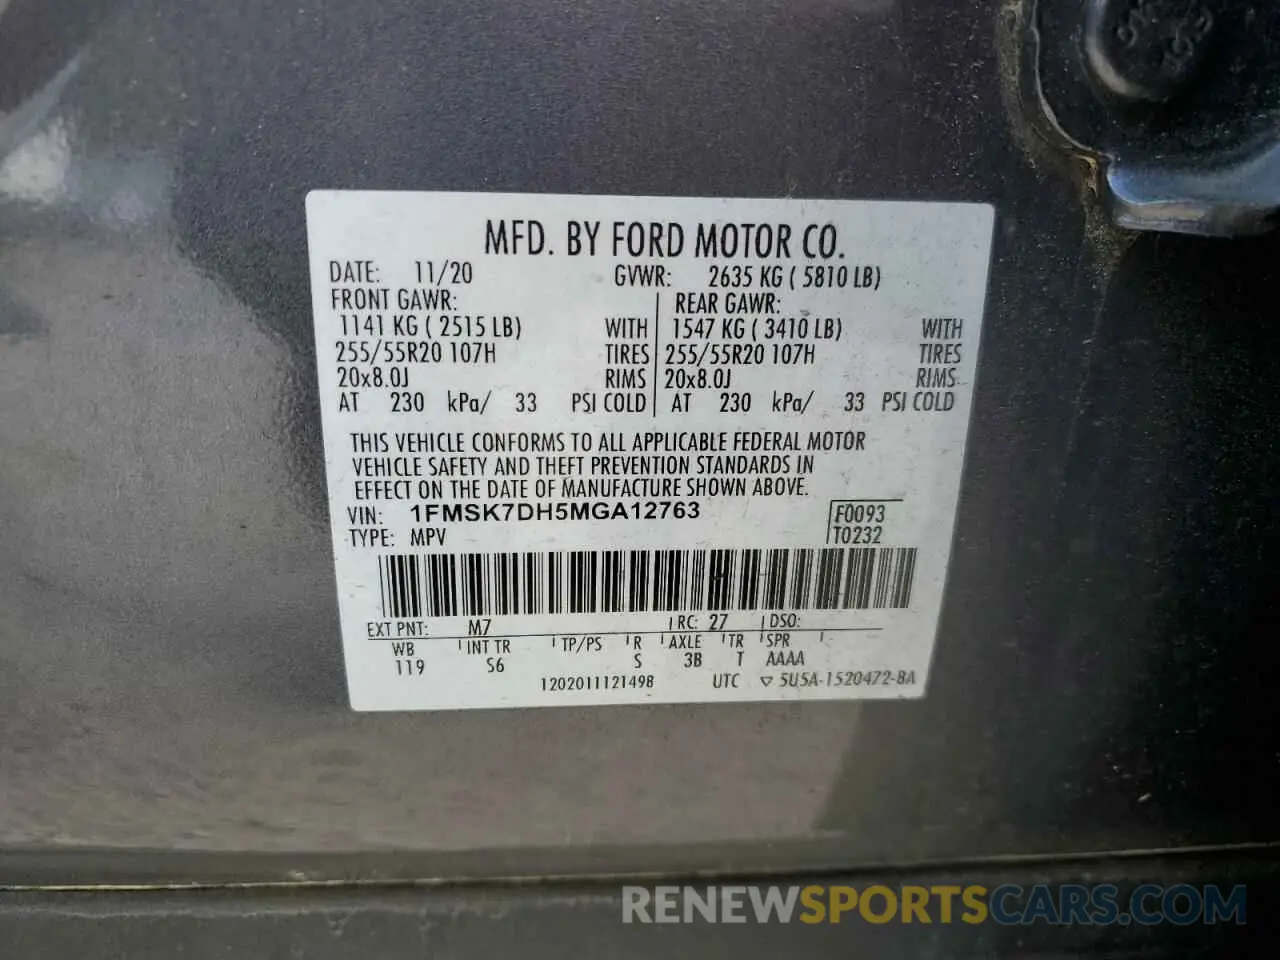 MFD. BY FORD MOTOR CO.
DATE: 11/20 GVWR: 2635 KG ( 5810 LB)
FRONT GAWR: REAR GAWR:
1141 KG ( 2515 LB) WITH 1547 KG ( 3410 LB) WITH
255/55R20 107H TIRES 255/55R20 107H TIRES
20x8.0J RIMS 20x8.0J RIMS
AT 230 kPa/ 33 PSI COLD AT 230 kPa/ 33 PSI COLD
THIS VEHICLE CONFORMS TO ALL APPLICABLE FEDERAL MOTOR
VEHICLE SAFETY AND THEFT PREVENTION STANDARDS IN
EFFECT ON THE DATE OF MANUFACTURE SHOWN ABOVE.
VIN: 1FMSK7DH5MGA12763 F0093
TYPE: MPV T0232
EXT PNT: M7 RC: 27 DSO:
WB INT TR TP/PS R AXLE TR SPR
119 S6 S 3B T AAAA
1202011121498 UTC ▽ 5U5A-1520472-BA
RENEWSPORTSCARS.COM